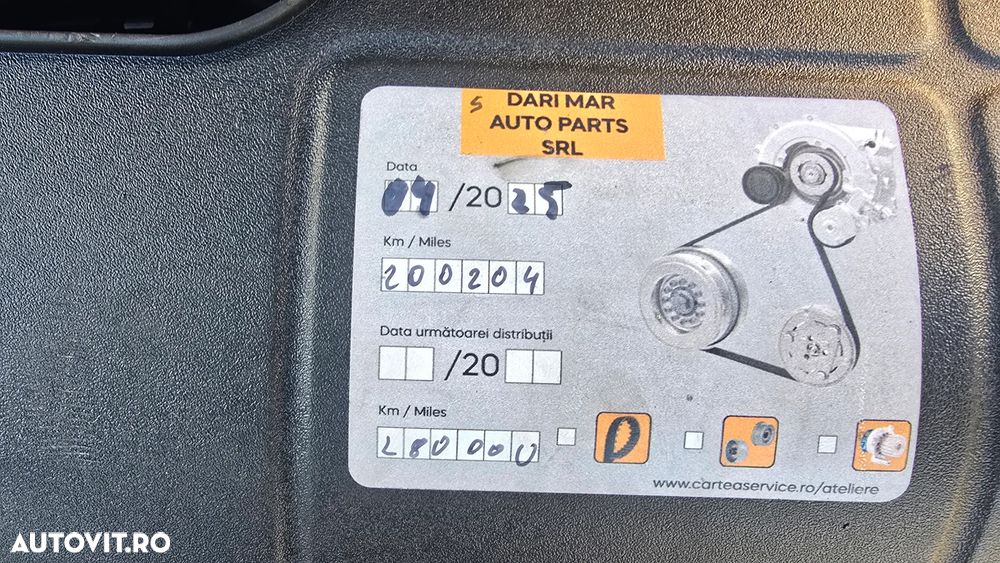 S DARI MAR
AUTO PARTS
SRL
Data
04 /20 25
Km / Miles
200204
Data următoarei distribuții
/20
Km / Miles
280000
www.carteaservice.ro/ateliere
AUTOVIT.RO